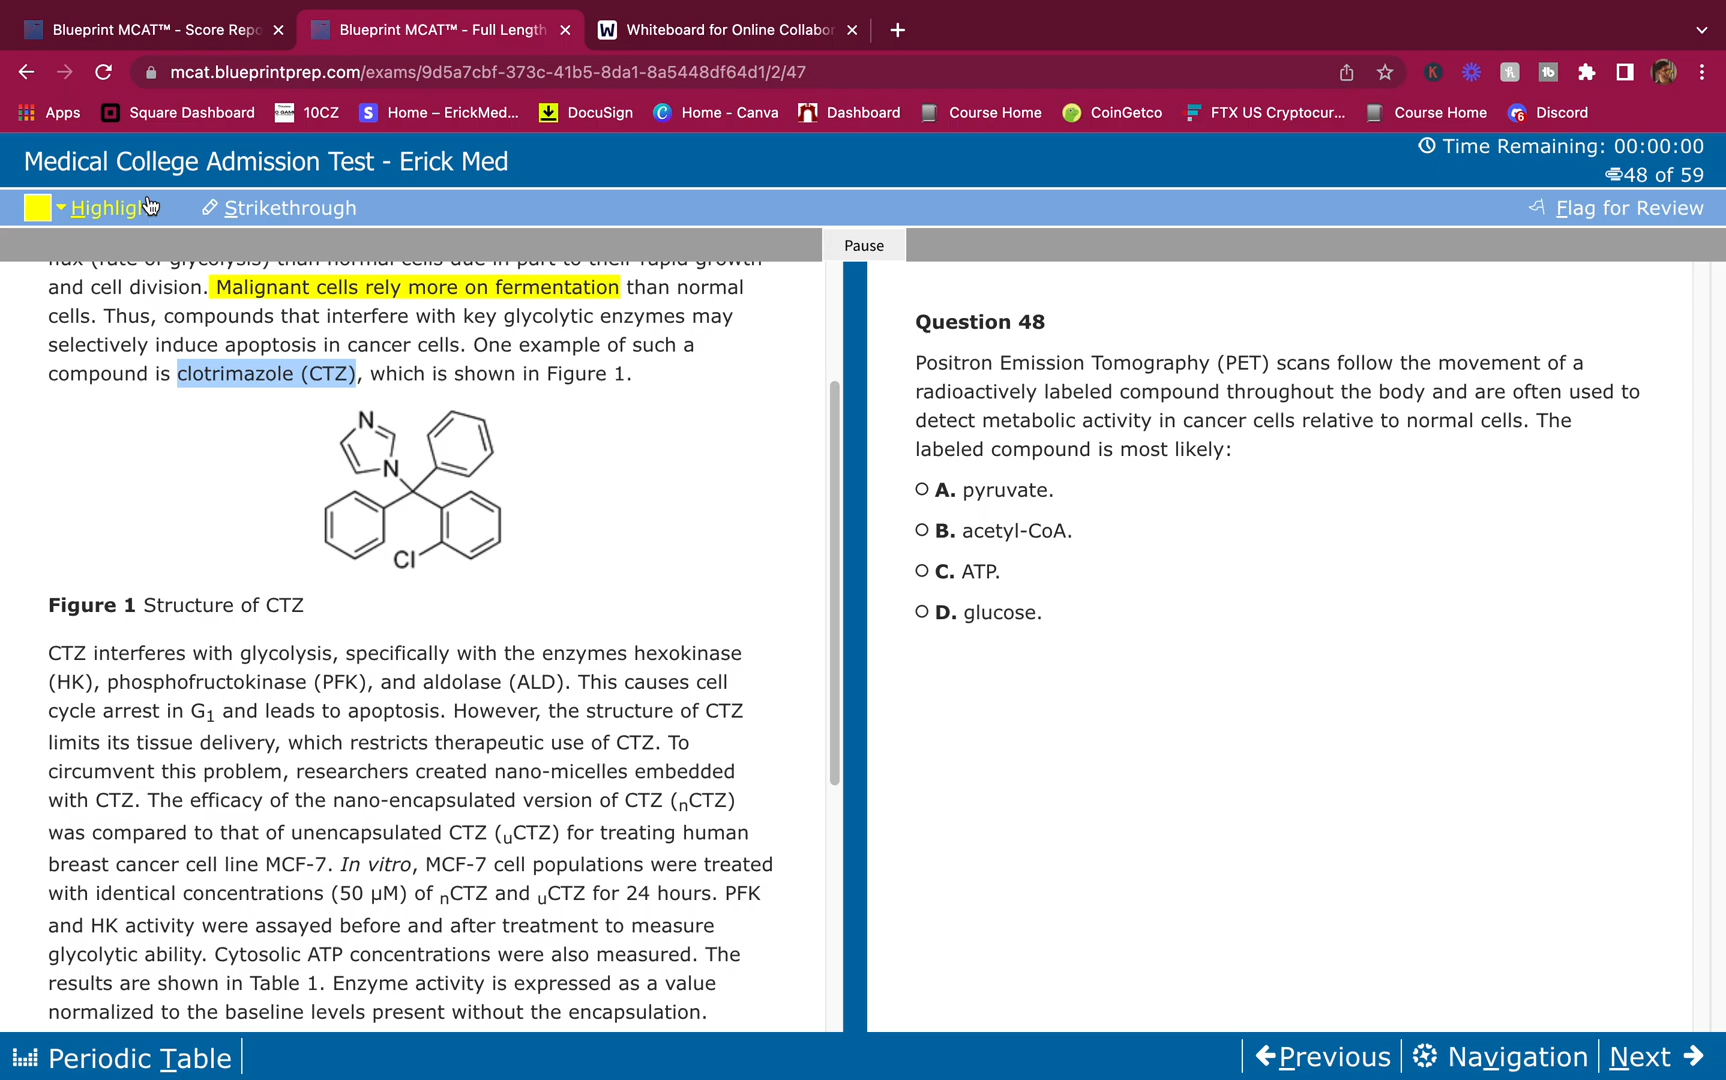 Blueprint MCAT™ - Score Repo
Blueprint MCAT™ - Full Length
Whiteboard for Online Collabor
mcat.blueprintprep.com/exams/9d5a7cbf-373c-41b5-8da1-8a5448df64d1/2/47
Apps Square Dashboard 10CZ Home – ErickMed... DocuSign Home - Canva Dashboard Course Home CoinGetco FTX US Cryptocur... Course Home Discord
Medical College Admission Test - Erick Med
Time Remaining: 00:00:00
48 of 59
Highligh
Strikethrough
Flag for Review
Pause
flux (rate of glycolysis) than normal cells due in part to their rapid growth
and cell division. Malignant cells rely more on fermentation than normal
cells. Thus, compounds that interfere with key glycolytic enzymes may
selectively induce apoptosis in cancer cells. One example of such a
compound is clotrimazole (CTZ), which is shown in Figure 1.
N
N
Cl
Figure 1 Structure of CTZ
CTZ interferes with glycolysis, specifically with the enzymes hexokinase
(HK), phosphofructokinase (PFK), and aldolase (ALD). This causes cell
cycle arrest in G1 and leads to apoptosis. However, the structure of CTZ
limits its tissue delivery, which restricts therapeutic use of CTZ. To
circumvent this problem, researchers created nano-micelles embedded
with CTZ. The efficacy of the nano-encapsulated version of CTZ (nCTZ)
was compared to that of unencapsulated CTZ (uCTZ) for treating human
breast cancer cell line MCF-7. In vitro, MCF-7 cell populations were treated
with identical concentrations (50 µM) of nCTZ and uCTZ for 24 hours. PFK
and HK activity were assayed before and after treatment to measure
glycolytic ability. Cytosolic ATP concentrations were also measured. The
results are shown in Table 1. Enzyme activity is expressed as a value
normalized to the baseline levels present without the encapsulation.
Question 48
Positron Emission Tomography (PET) scans follow the movement of a
radioactively labeled compound throughout the body and are often used to
detect metabolic activity in cancer cells relative to normal cells. The
labeled compound is most likely:
A. pyruvate.
B. acetyl-CoA.
C. ATP.
D. glucose.
Periodic Table
Previous
Navigation
Next